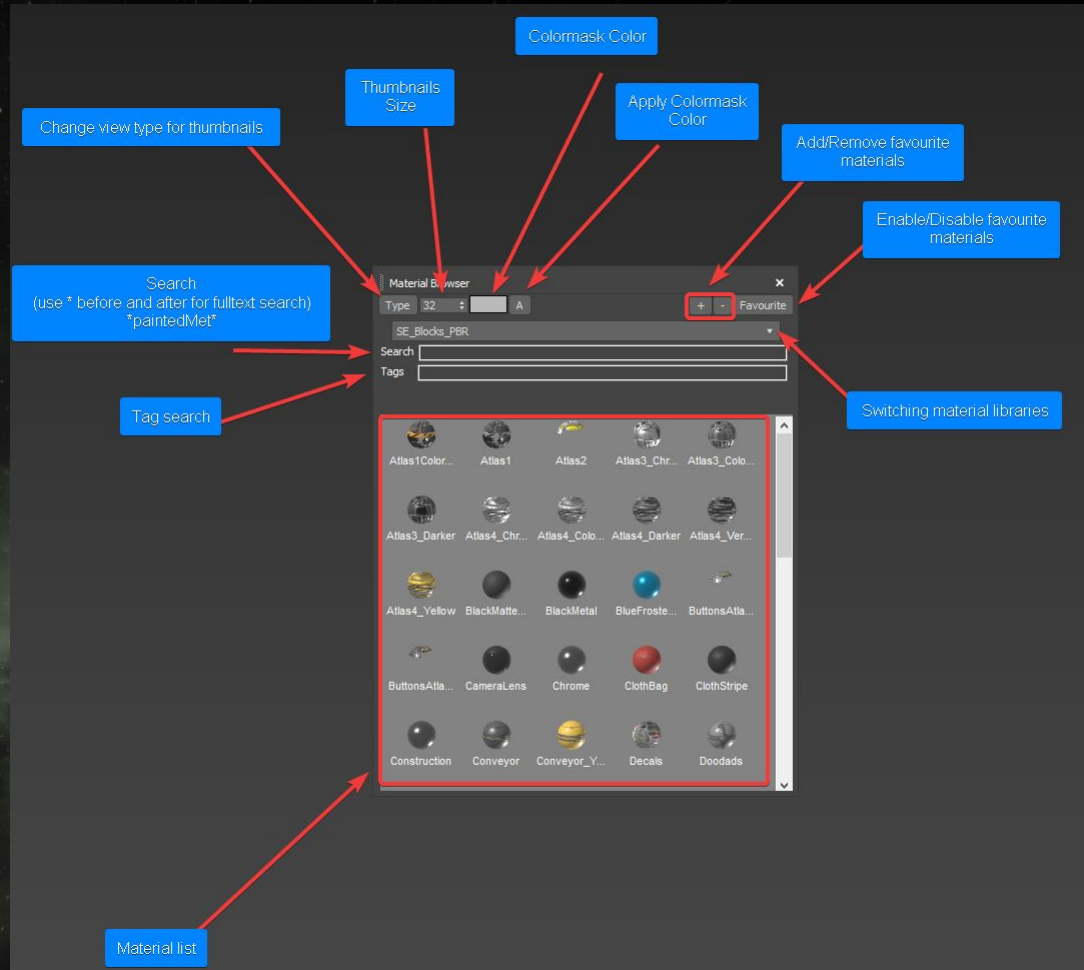 Colormask Color
Thumbnails
Size
Apply Colormask
Color
Change view type for thumbnails
Add/Remove favourite
materials
Enable/Disable favourite
materials
Search
(use * before and after for fulltext search)
*paintedMet*
Material Browser
Type 32 A + - Favourite
SE_Blocks_PBR
Search
Tags
Tag search
Switching material libraries
Atlas1Color... Atlas1 Atlas2 Atlas3_Chr... Atlas3_Colo...
Atlas3_Darker Atlas4_Chr... Atlas4_Colo... Atlas4_Darker Atlas4_Ver...
Atlas4_Yellow BlackMatte... BlackMetal BlueFroste... ButtonsAtla...
ButtonsAtla... CameraLens Chrome ClothBag ClothStripe
Construction Conveyor Conveyor_Y... Decals Doodads
Material list